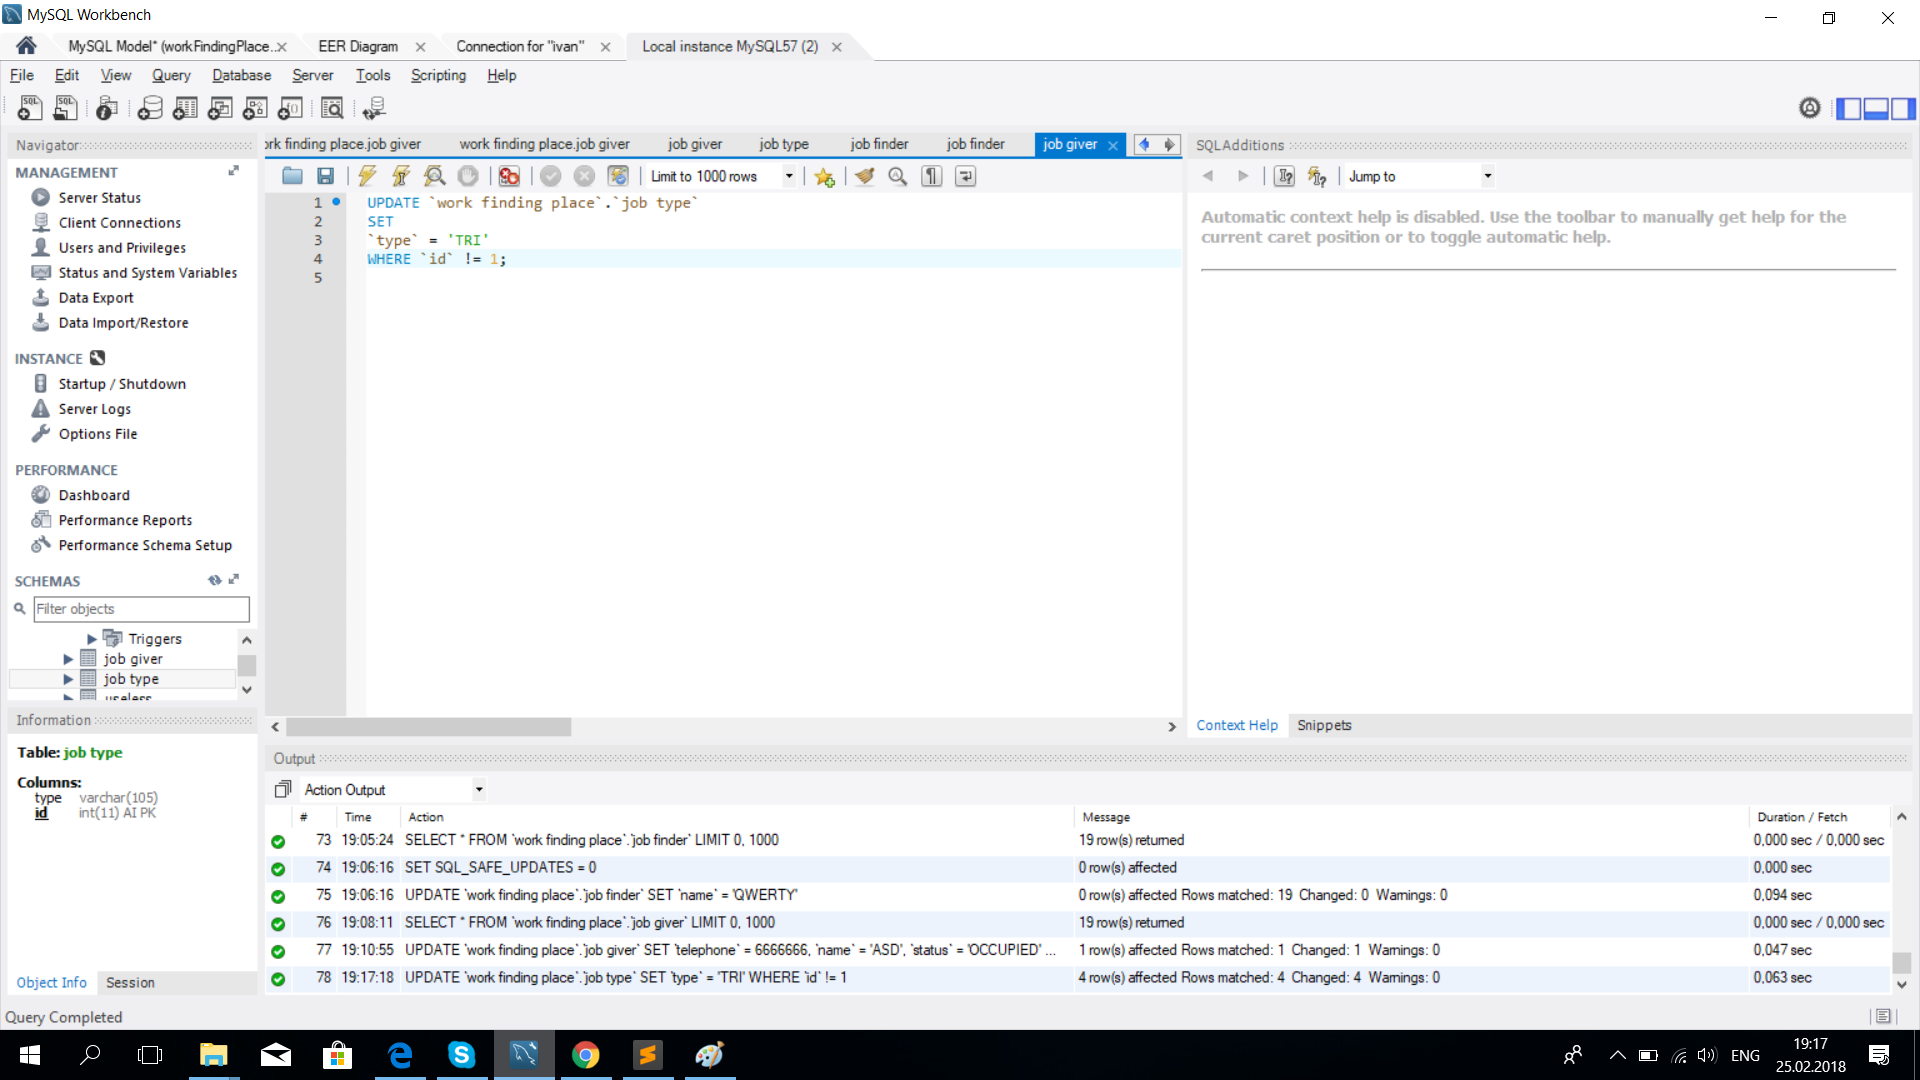 MySQL Workbench
MySQL Model* (workFindingPlace..
EER Diagram
Connection for "ivan"
Local instance MySQL57 (2)
File Edit View Query Database Server Tools Scripting Help
Navigator
MANAGEMENT
Server Status
Client Connections
Users and Privileges
Status and System Variables
Data Export
Data Import/Restore
INSTANCE
Startup / Shutdown
Server Logs
Options File
PERFORMANCE
Dashboard
Performance Reports
Performance Schema Setup
SCHEMAS
Filter objects
Triggers
job giver
job type
useless
Information
Table: job type
Columns:
type varchar(105)
id int(11) AI PK
Object Info Session
rk finding place.job giver work finding place.job giver job giver job type job finder job finder job giver
Limit to 1000 rows
1 UPDATE `work finding place`.`job type`
2 SET
3 `type` = 'TRI'
4 WHERE `id` != 1;
5
SQLAdditions
Jump to
Automatic context help is disabled. Use the toolbar to manually get help for the
current caret position or to toggle automatic help.
Context Help Snippets
Output
Action Output
# Time Action Message Duration / Fetch
73 19:05:24 SELECT * FROM `work finding place`.`job finder` LIMIT 0, 1000 19 row(s) returned 0,000 sec / 0,000 sec
74 19:06:16 SET SQL_SAFE_UPDATES = 0 0 row(s) affected 0,000 sec
75 19:06:16 UPDATE `work finding place`.`job finder` SET `name` = 'QWERTY' 0 row(s) affected Rows matched: 19 Changed: 0 Warnings: 0 0,094 sec
76 19:08:11 SELECT * FROM `work finding place`.`job giver` LIMIT 0, 1000 19 row(s) returned 0,000 sec / 0,000 sec
77 19:10:55 UPDATE `work finding place`.`job giver` SET `telephone` = 6666666, `name` = 'ASD', `status` = 'OCCUPIED' ... 1 row(s) affected Rows matched: 1 Changed: 1 Warnings: 0 0,047 sec
78 19:17:18 UPDATE `work finding place`.`job type` SET `type` = 'TRI' WHERE `id` != 1 4 row(s) affected Rows matched: 4 Changed: 4 Warnings: 0 0,063 sec
Query Completed
ENG
19:17
25.02.2018